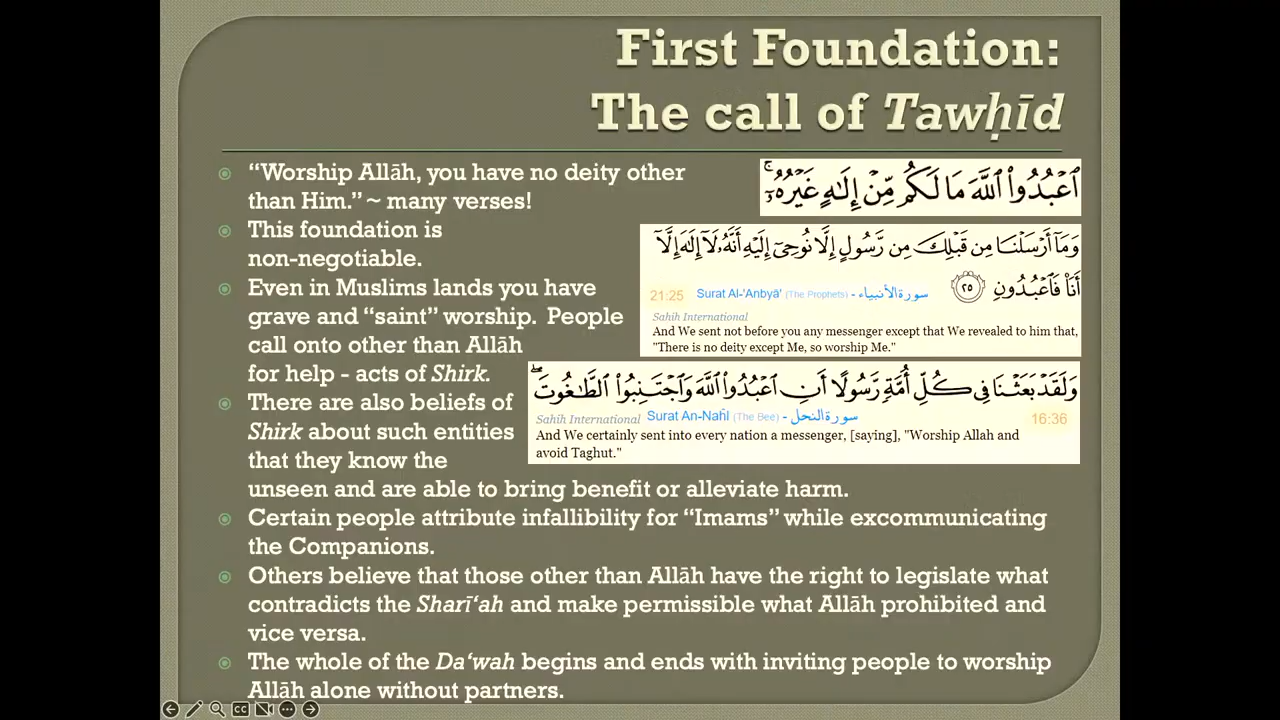 First Foundation:
The call of Tawḥīd
“Worship Allāh, you have no deity other
than Him.” ~ many verses!
This foundation is
non-negotiable.
Even in Muslims lands you have
grave and “saint” worship. People
call onto other than Allāh
for help - acts of Shirk.
There are also beliefs of
Shirk about such entities
that they know the
unseen and are able to bring benefit or alleviate harm.
Certain people attribute infallibility for “Imams” while excommunicating
the Companions.
Others believe that those other than Allāh have the right to legislate what
contradicts the Sharī‘ah and make permissible what Allāh prohibited and
vice versa.
The whole of the Da‘wah begins and ends with inviting people to worship
Allāh alone without partners.
ٱعْبُدُوا۟ ٱللَّهَ مَا لَكُم مِّنْ إِلَٰهٍ غَيْرُهُۥٓ ۚ
وَمَآ أَرْسَلْنَا مِن قَبْلِكَ مِن رَّسُولٍ إِلَّا نُوحِىٓ إِلَيْهِ أَنَّهُۥ لَآ إِلَٰهَ إِلَّآ
أَنَا۠ فَٱعْبُدُونِ ٢٥
21:25 Surat Al-'Anbyā' (The Prophets) - سورة الأنبياء
Sahih International
And We sent not before you any messenger except that We revealed to him that,
"There is no deity except Me, so worship Me."
وَلَقَدْ بَعَثْنَا فِى كُلِّ أُمَّةٍ رَّسُولًا أَنِ ٱعْبُدُوا۟ ٱللَّهَ وَٱجْتَنِبُوا۟ ٱلطَّٰغُوتَ ۖ
Sahih International Surat An-Naĥl (The Bee) - سورة النحل 16:36
And We certainly sent into every nation a messenger, [saying], "Worship Allah and
avoid Taghut."
CC